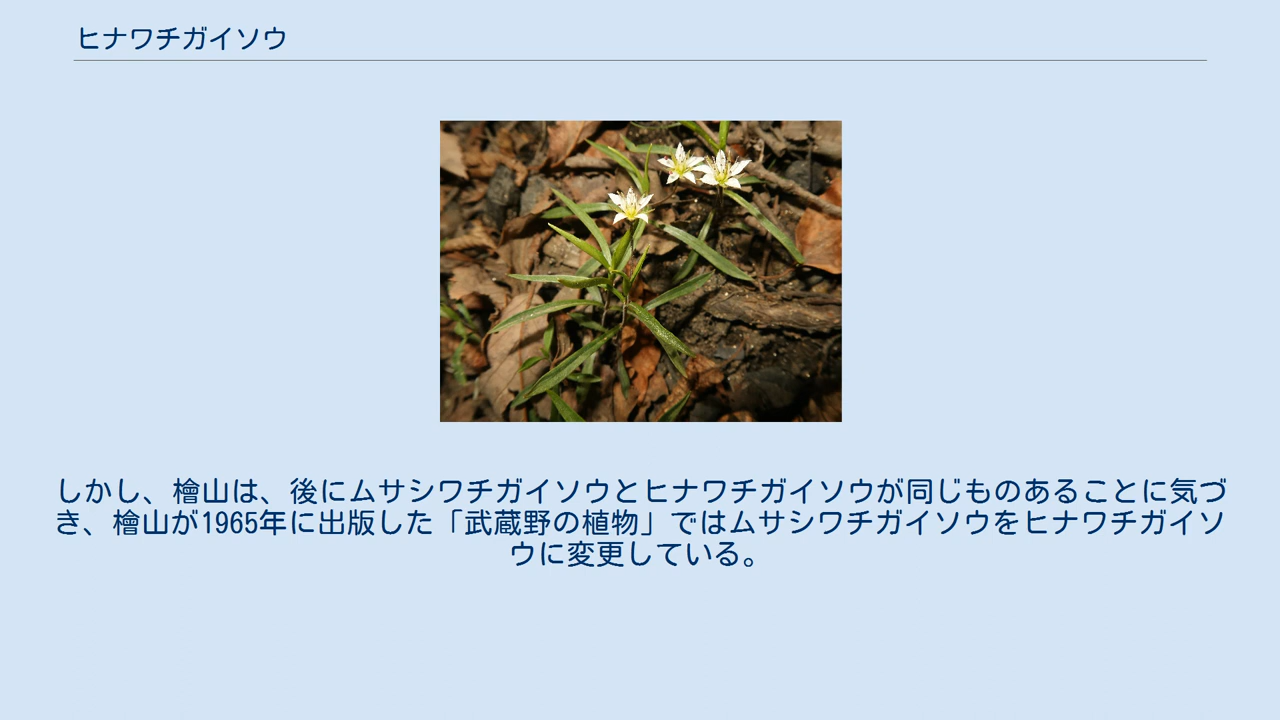 ヒナワチガイソウ
しかし、檜山は、後にムサシワチガイソウとヒナワチガイソウが同じものあることに気づ
き、檜山が1965年に出版した「武蔵野の植物」ではムサシワチガイソウをヒナワチガイソ
ウに変更している。